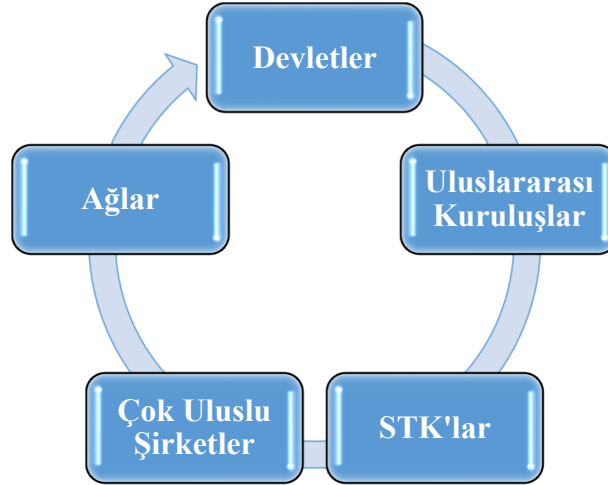 Devletler
Uluslararası
Kuruluşlar
STK'lar
Çok Uluslu
Şirketler
Ağlar